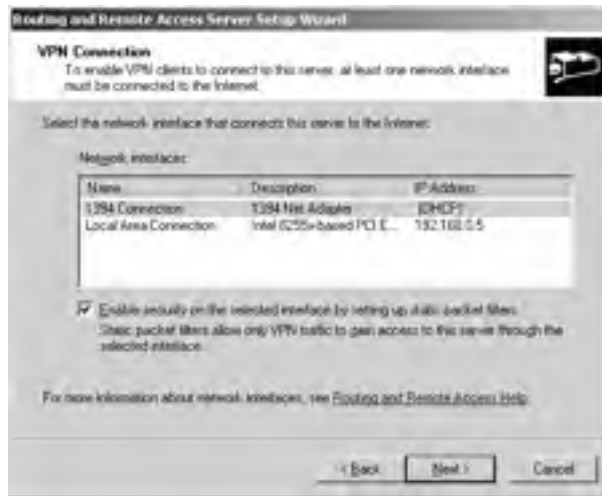 Routing and Remote Access Server Setup Wizard
VPN Connection
To enable VPN clients to connect to this server, at least one network interface
must be connected to the Internet.
Select the network interface that connects this server to the Internet.
Network interfaces:
Name Description IP Address
1394 Connection 1394 Net Adapter (DHCP)
Local Area Connection Intel 8255x-based PCI E... 192.168.0.5
Enable security on the selected interface by setting up static packet filters.
Static packet filters allow only VPN traffic to gain access to this server through the
selected interface.
For more information about network interfaces, see Routing and Remote Access Help.
< Back Next > Cancel